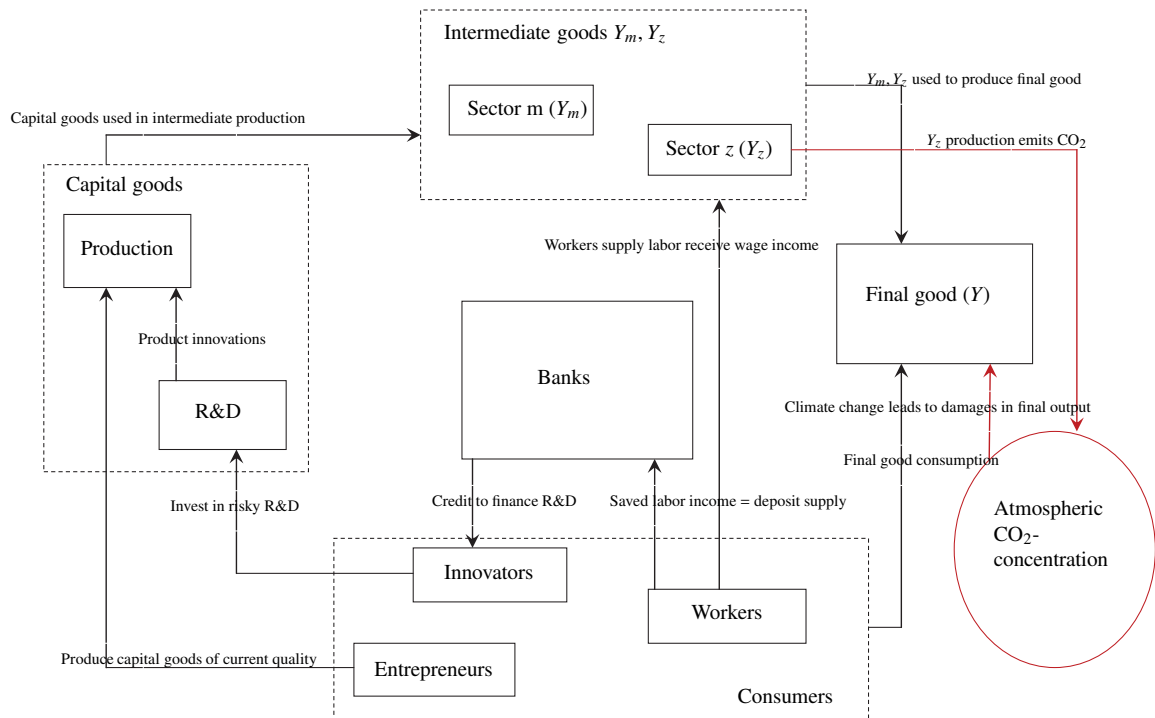 Intermediate goods Yₘ, Y_z
Yₘ, Y_z used to produce final good
Sector m (Yₘ)
Capital goods used in intermediate production
Sector z (Y_z)
Y_z production emits CO₂
Capital goods
Production
Workers supply labor receive wage income
Final good (Y)
Product innovations
Banks
R&D
Climate change leads to damages in final output
Final good consumption
Invest in risky R&D
Credit to finance R&D
Saved labor income = deposit supply
Atmospheric
CO₂-
concentration
Innovators
Workers
Produce capital goods of current quality
Entrepreneurs
Consumers